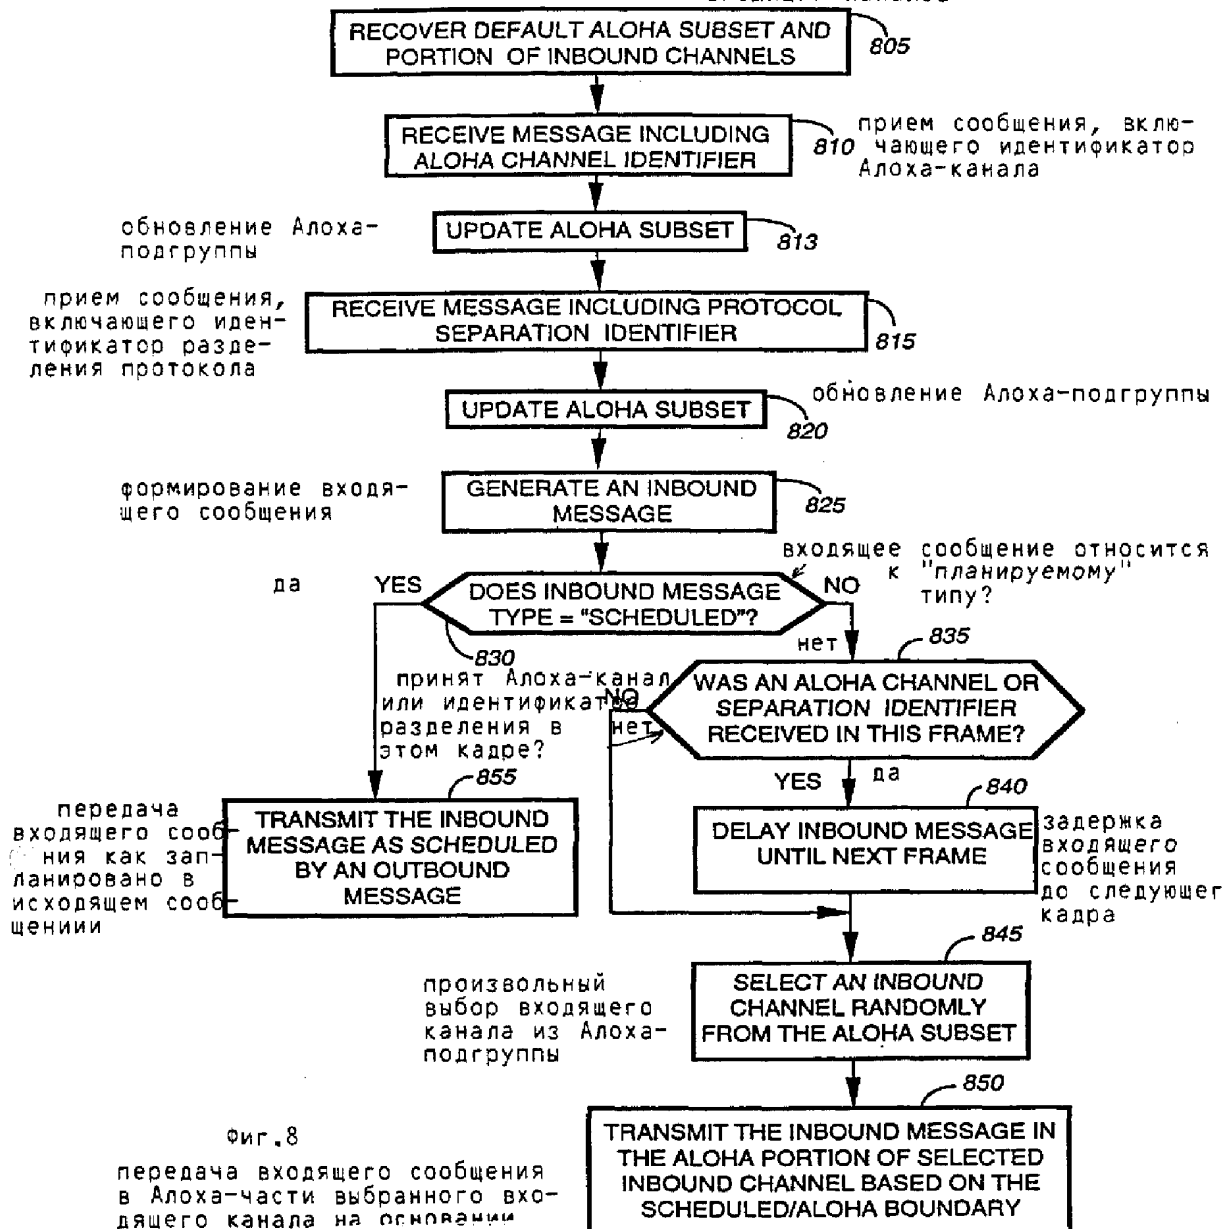 RECOVER DEFAULT ALOHA SUBSET AND
PORTION OF INBOUND CHANNELS
805
RECEIVE MESSAGE INCLUDING
ALOHA CHANNEL IDENTIFIER
810
прием сообщения, вклю-
чающего идентификатор
Алоха-канала
обновление Алоха-
подгруппы
UPDATE ALOHA SUBSET
813
прием сообщения,
включающего иден-
тификатор разде-
ления протокола
RECEIVE MESSAGE INCLUDING PROTOCOL
SEPARATION IDENTIFIER
815
UPDATE ALOHA SUBSET
820
обновление Алоха-подгруппы
формирование входя-
щего сообщения
GENERATE AN INBOUND
MESSAGE
825
входящее сообщение относится
к "планируемому"
типу?
да
YES
DOES INBOUND MESSAGE
TYPE = "SCHEDULED"?
NO
830
нет
835
принят Алоха-канал
или идентификатор
разделения в
этом кадре?
NO
нет
WAS AN ALOHA CHANNEL OR
SEPARATION IDENTIFIER
RECEIVED IN THIS FRAME?
YES
да
855
передача
входящего сооб-
ния как зап-
ланировано в
исходящем сооб-
щениии
TRANSMIT THE INBOUND
MESSAGE AS SCHEDULED
BY AN OUTBOUND
MESSAGE
840
DELAY INBOUND MESSAGE
UNTIL NEXT FRAME
задержка
входящего
сообщения
до следующег
кадра
845
произвольный
выбор входящего
канала из Алоха-
подгруппы
SELECT AN INBOUND
CHANNEL RANDOMLY
FROM THE ALOHA SUBSET
850
TRANSMIT THE INBOUND MESSAGE IN
THE ALOHA PORTION OF SELECTED
INBOUND CHANNEL BASED ON THE
SCHEDULED/ALOHA BOUNDARY
Фиг.8
передача входящего сообщения
в Алоха-части выбранного вхо-
дящего канала на основании